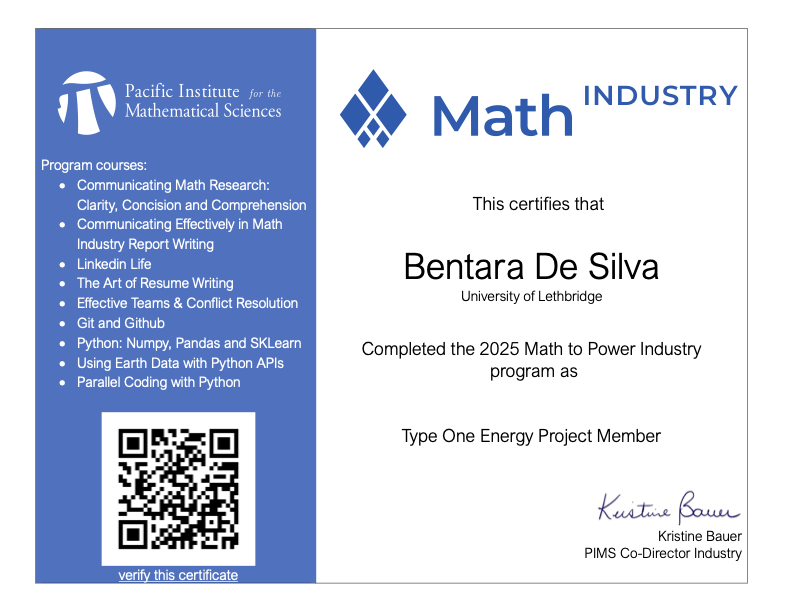 Pacific Institute for the
Mathematical Sciences
Program courses:
Communicating Math Research:
Clarity, Concision and Comprehension
Communicating Effectively in Math
Industry Report Writing
Linkedin Life
The Art of Resume Writing
Effective Teams & Conflict Resolution
Git and Github
Python: Numpy, Pandas and SKLearn
Using Earth Data with Python APIs
Parallel Coding with Python
verify this certificate
Math INDUSTRY
This certifies that
Bentara De Silva
University of Lethbridge
Completed the 2025 Math to Power Industry
program as
Type One Energy Project Member
Kristine Bauer
Kristine Bauer
PIMS Co-Director Industry